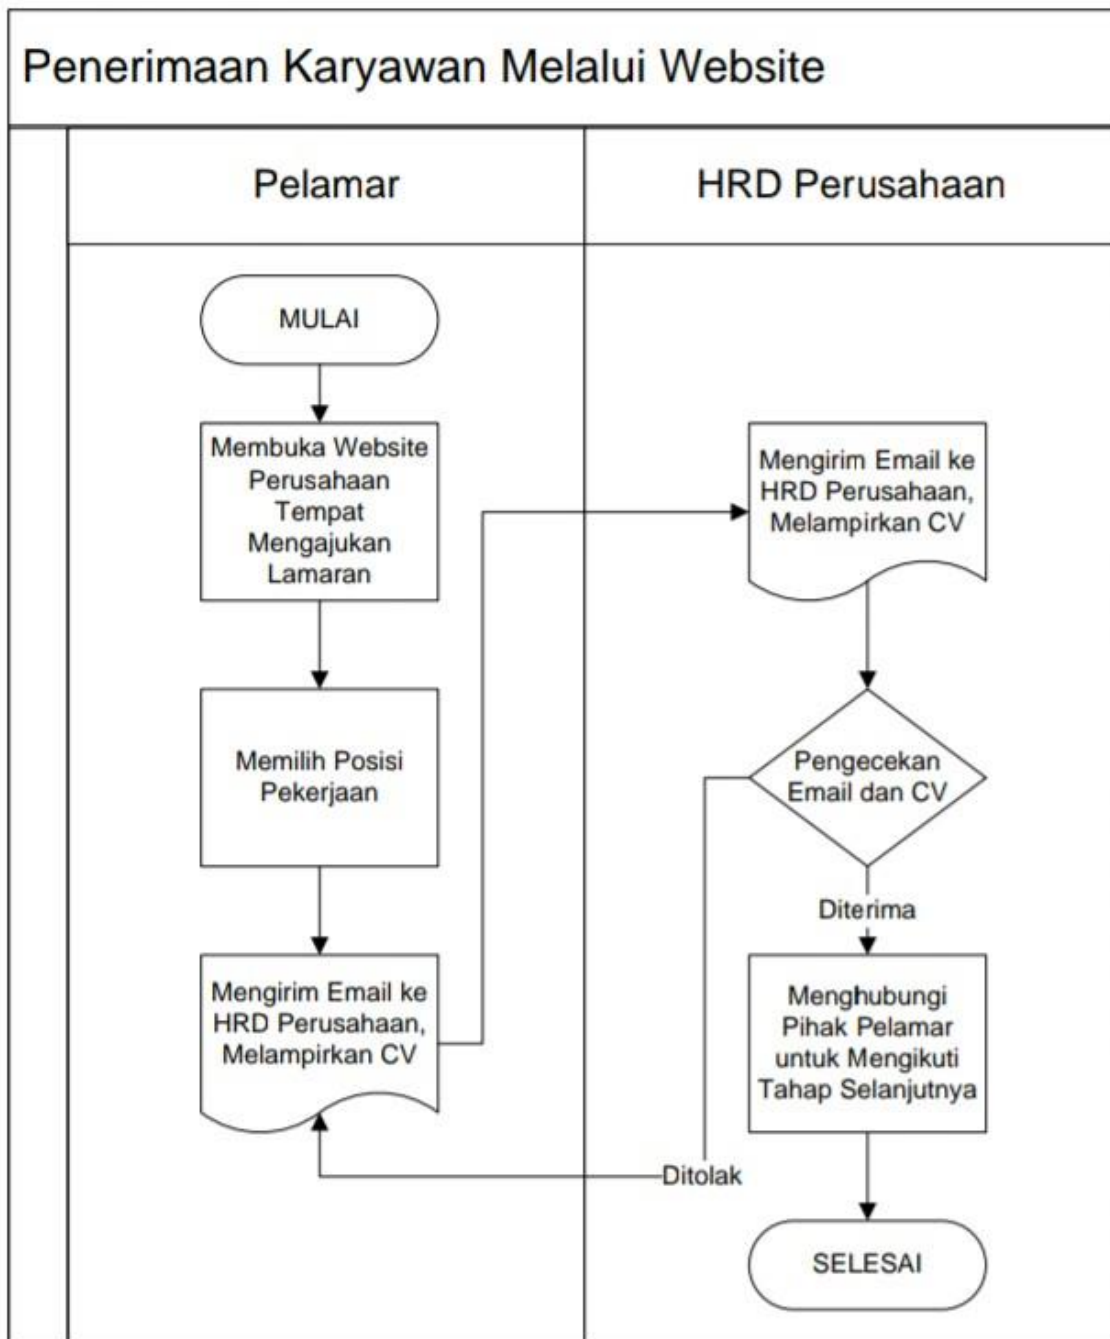 Penerimaan Karyawan Melalui Website
Pelamar
HRD Perusahaan
MULAI
Membuka Website
Perusahaan
Tempat
Mengajukan
Lamaran
Memilih Posisi
Pekerjaan
Mengirim Email ke
HRD Perusahaan,
Melampirkan CV
Mengirim Email ke
HRD Perusahaan,
Melampirkan CV
Pengecekan
Email dan CV
Diterima
Ditolak
Menghubungi
Pihak Pelamar
untuk Mengikuti
Tahap Selanjutnya
SELESAI